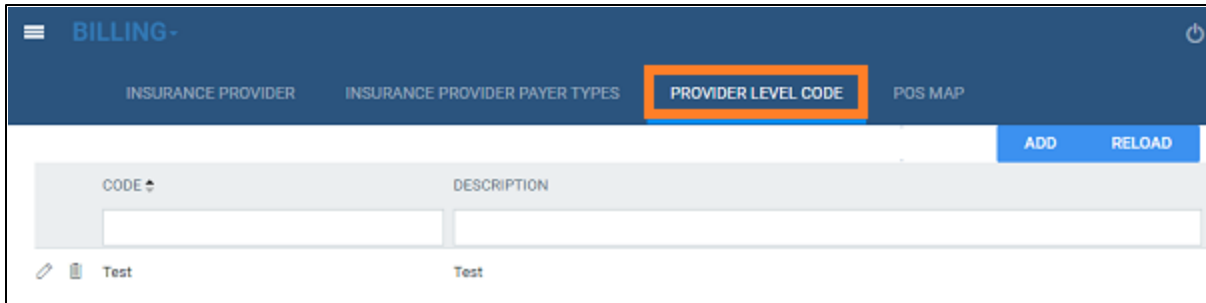 BILLING
INSURANCE PROVIDER INSURANCE PROVIDER PAYER TYPES PROVIDER LEVEL CODE POS MAP
ADD RELOAD
CODE DESCRIPTION
Test Test